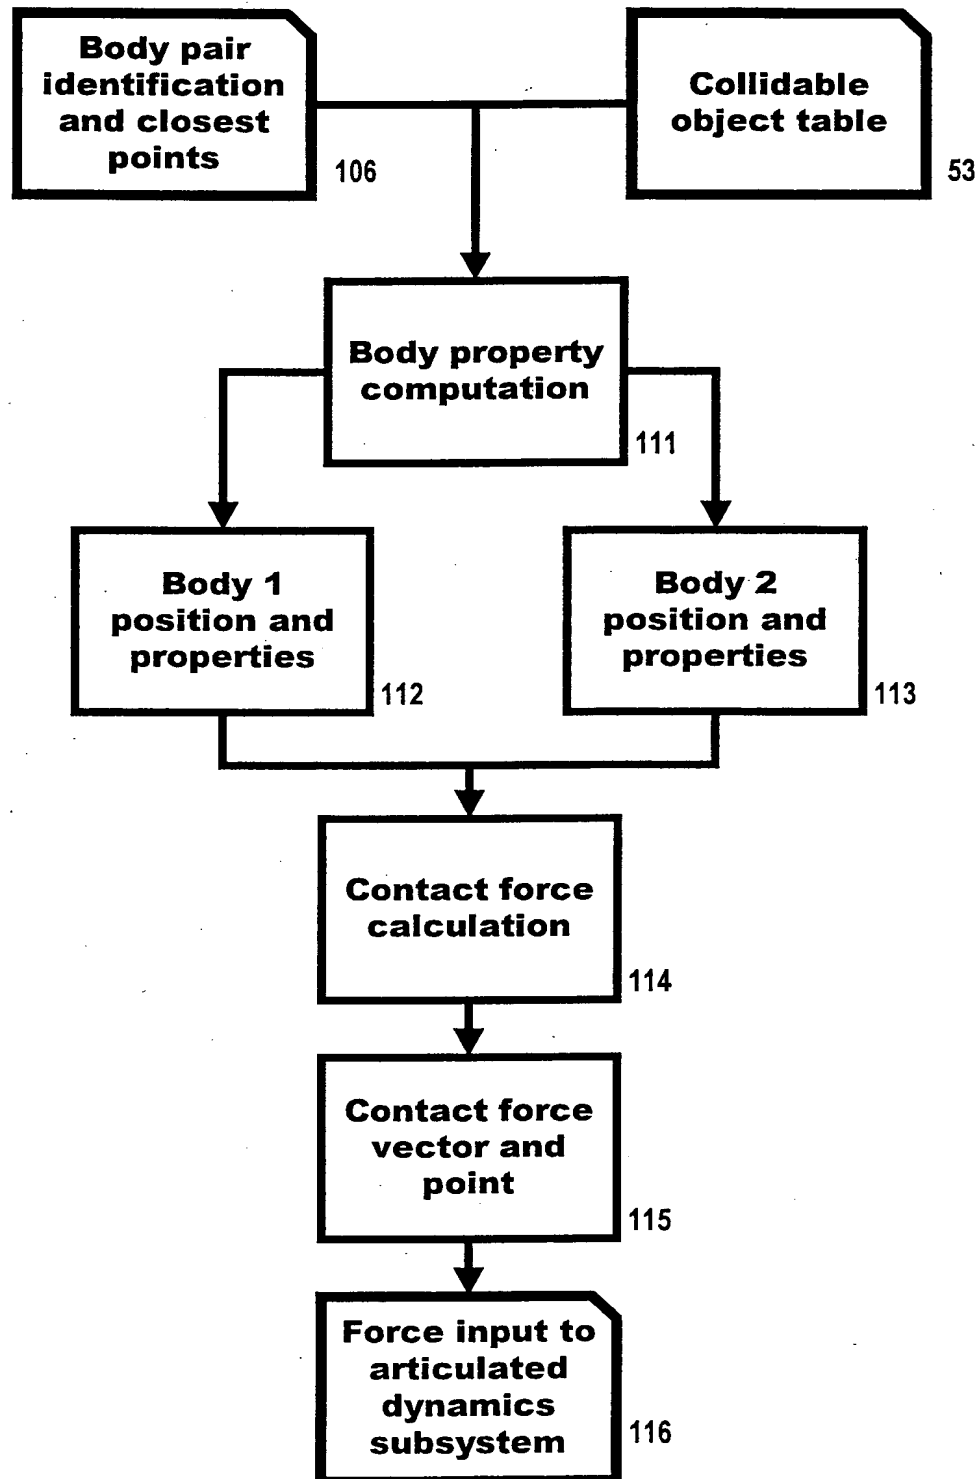 Body pair
identification
and closest
points
106
Collidable
object table
53
Body property
computation
111
Body 1
position and
properties
112
Body 2
position and
properties
113
Contact force
calculation
114
Contact force
vector and
point
115
Force input to
articulated
dynamics
subsystem
116